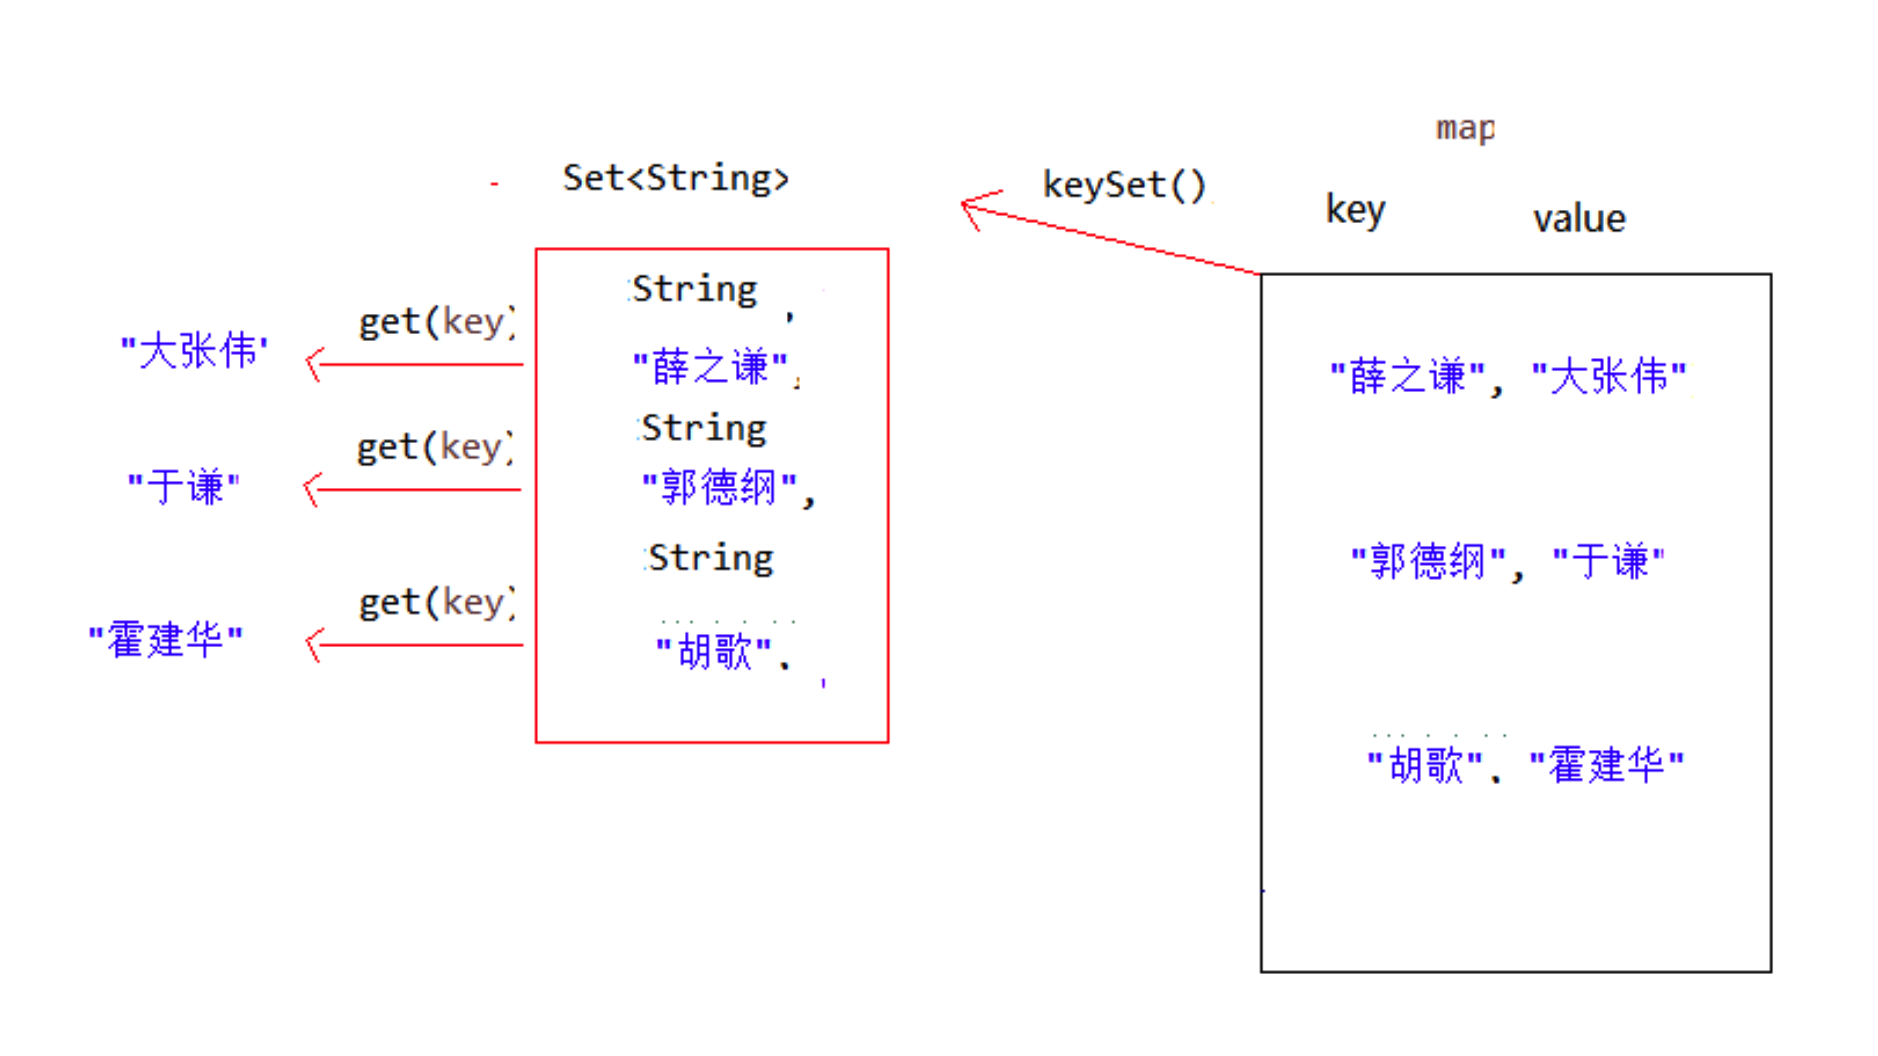 map
Set<String>
keySet()
key
value
String
get(key)
"大张伟'
"薛之谦",
"薛之谦", "大张伟"
String
get(key)
"于谦"
"郭德纲",
"郭德纲", "于谦"
String
get(key)
"霍建华"
"胡歌".
"胡歌". "霍建华"